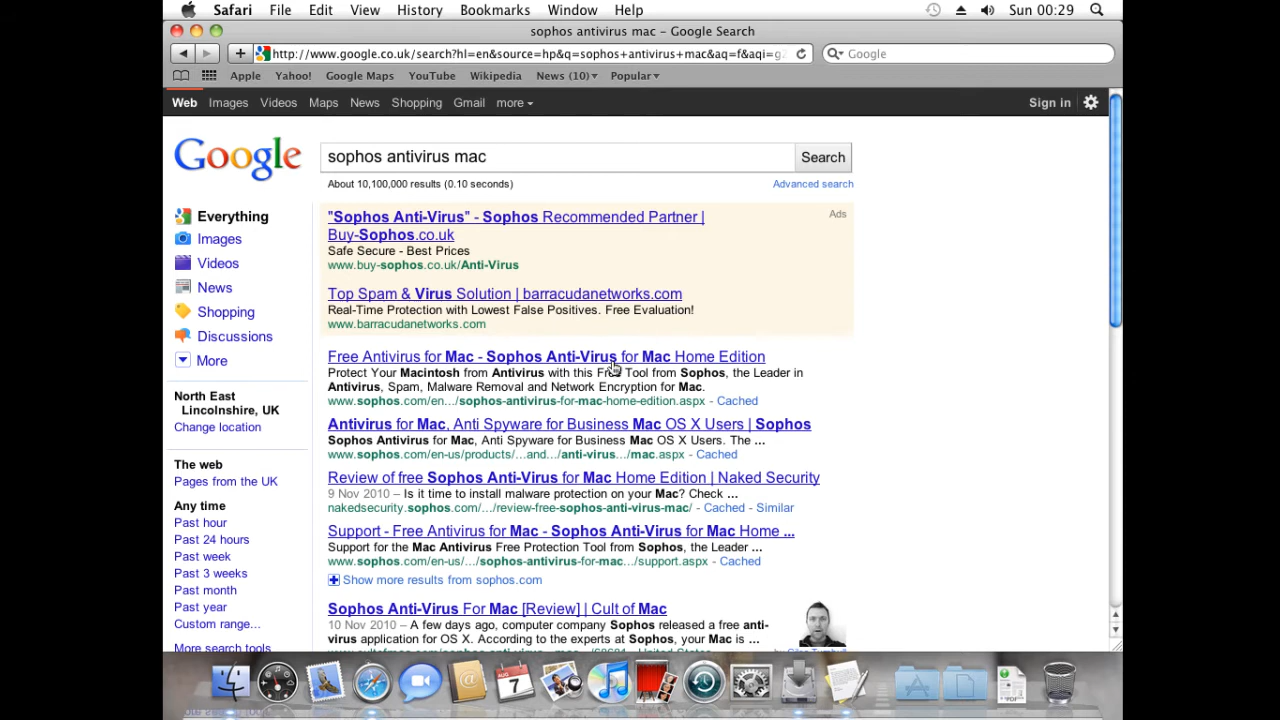 Safari File Edit View History Bookmarks Window Help Sun 00:29
sophos antivirus mac - Google Search
http://www.google.co.uk/search?hl=en&source=hp&q=sophos+antivirus+mac&aq=f&aqi=g Google
Apple Yahoo! Google Maps YouTube Wikipedia News (10) Popular
Web Images Videos Maps News Shopping Gmail more Sign in
Google sophos antivirus mac Search
About 10,100,000 results (0.10 seconds) Advanced search
Everything
Images
Videos
News
Shopping
Discussions
More
North East
Lincolnshire, UK
Change location
The web
Pages from the UK
Any time
Past hour
Past 24 hours
Past week
Past 3 weeks
Past month
Past year
Custom range...
More search tools
Ads
"Sophos Anti-Virus" - Sophos Recommended Partner |
Buy-Sophos.co.uk
Safe Secure - Best Prices
www.buy-sophos.co.uk/Anti-Virus
Top Spam & Virus Solution | barracudanetworks.com
Real-Time Protection with Lowest False Positives. Free Evaluation!
www.barracudanetworks.com
Free Antivirus for Mac - Sophos Anti-Virus for Mac Home Edition
Protect Your Macintosh from Antivirus with this Free Tool from Sophos, the Leader in
Antivirus, Spam, Malware Removal and Network Encryption for Mac.
www.sophos.com/en.../sophos-antivirus-for-mac-home-edition.aspx - Cached
Antivirus for Mac, Anti Spyware for Business Mac OS X Users | Sophos
Sophos Antivirus for Mac, Anti Spyware for Business Mac OS X Users. The ...
www.sophos.com/en-us/products/...and.../anti-virus.../mac.aspx - Cached
Review of free Sophos Anti-Virus for Mac Home Edition | Naked Security
9 Nov 2010 – Is it time to install malware protection on your Mac? Check ...
nakedsecurity.sophos.com/.../review-free-sophos-anti-virus-mac/ - Cached - Similar
Support - Free Antivirus for Mac - Sophos Anti-Virus for Mac Home ...
Support for the Mac Antivirus Free Protection Tool from Sophos, the Leader ...
www.sophos.com/en-us/.../sophos-antivirus-for-mac.../support.aspx - Cached
Show more results from sophos.com
Sophos Anti-Virus For Mac [Review] | Cult of Mac
10 Nov 2010 – A few days ago, computer company Sophos released a free anti-
virus application for OS X. According to the experts at Sophos, your Mac is ...
AUG
7